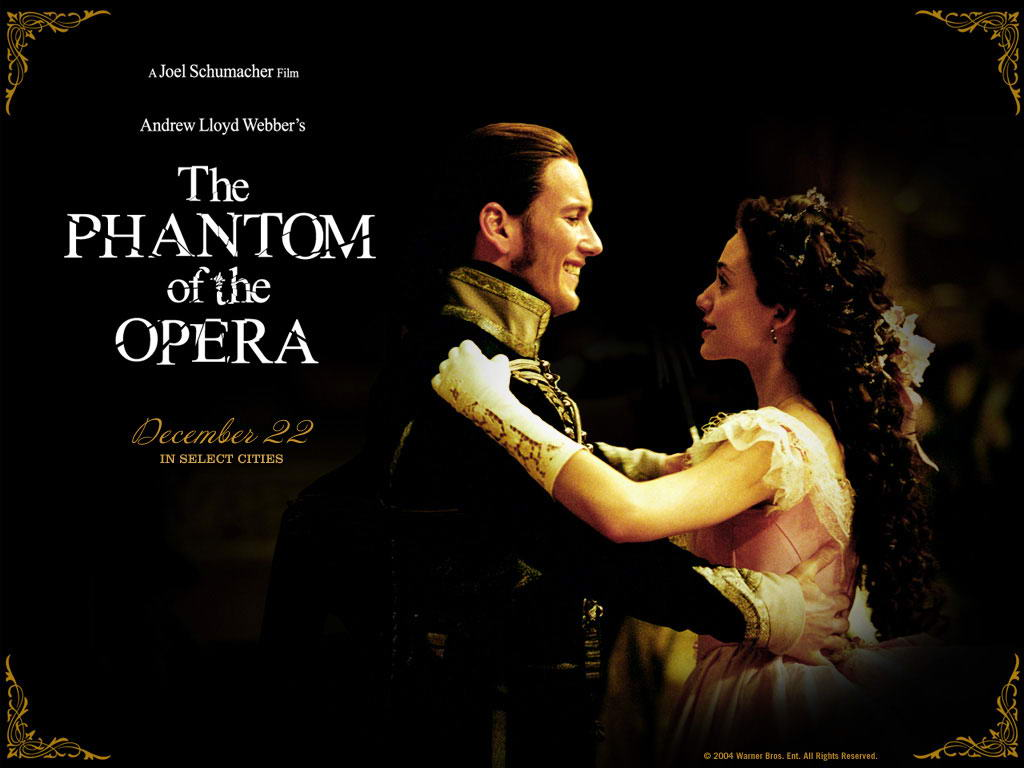 A Joel Schumacher Film
Andrew Lloyd Webber's
The
PHANTOM
of the
OPERA
December 22
IN SELECT CITIES
© 2004 Warner Bros. Ent. All Rights Reserved.